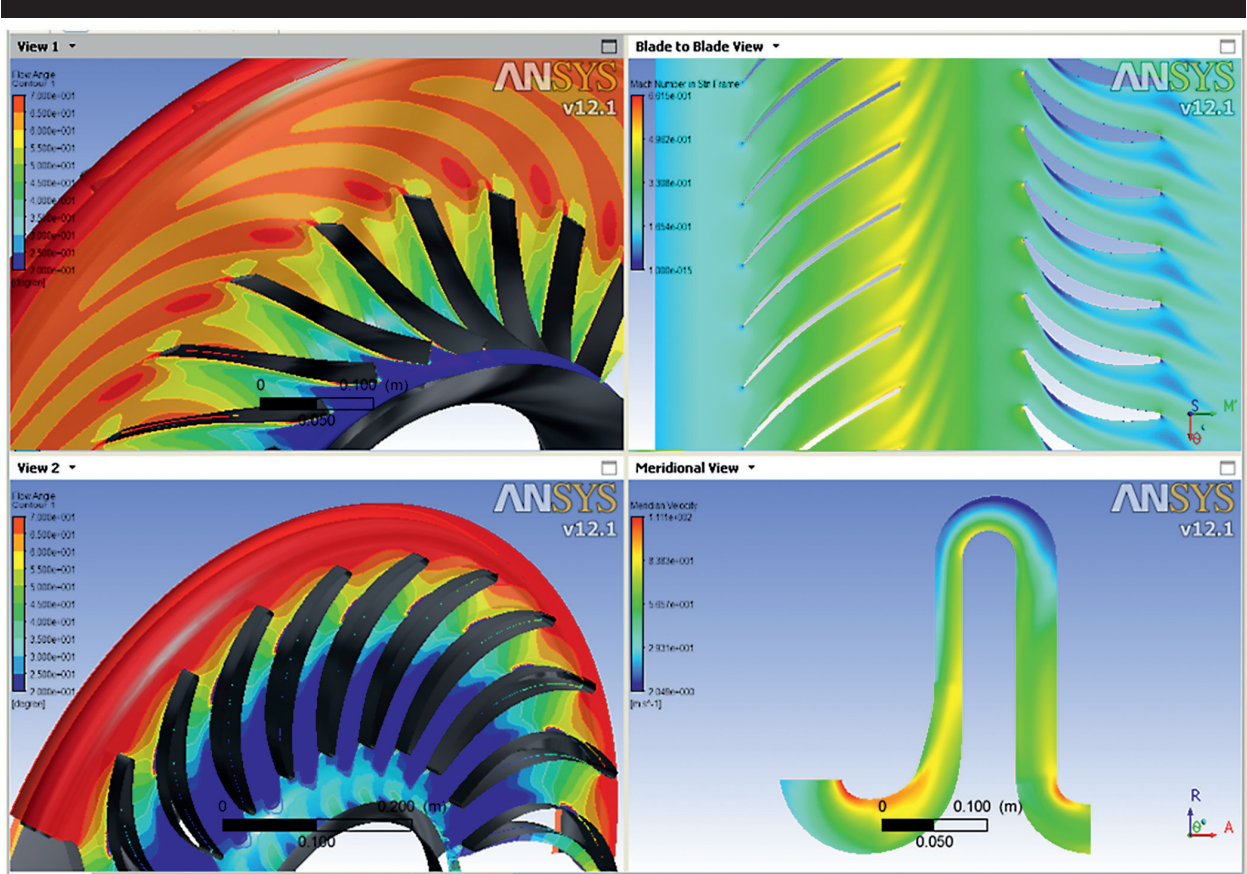 View 1
ANSYS
v12.1
Flow Angle
Contour 1
7.000e+001
6.500e+001
6.000e+001
5.500e+001
5.000e+001
4.500e+001
4.000e+001
3.500e+001
3.000e+001
2.500e+001
2.000e+001
[degree]
0 0.100 (m)
0.050
Blade to Blade View
ANSYS
v12.1
Mach Number in Stn Frame
6.615e-001
4.962e-001
3.308e-001
1.654e-001
1.000e-015
S M'
θ
View 2
ANSYS
v12.1
Flow Angle
Contour 1
7.000e+001
6.500e+001
6.000e+001
5.500e+001
5.000e+001
4.500e+001
4.000e+001
3.500e+001
3.000e+001
2.500e+001
2.000e+001
[degree]
0 0.200 (m)
0.100
Meridional View
ANSYS
v12.1
Meridian Velocity
1.111e+002
8.383e+001
5.657e+001
2.931e+001
2.049e+000
[m s^-1]
0 0.100 (m)
0.050
R
θ A